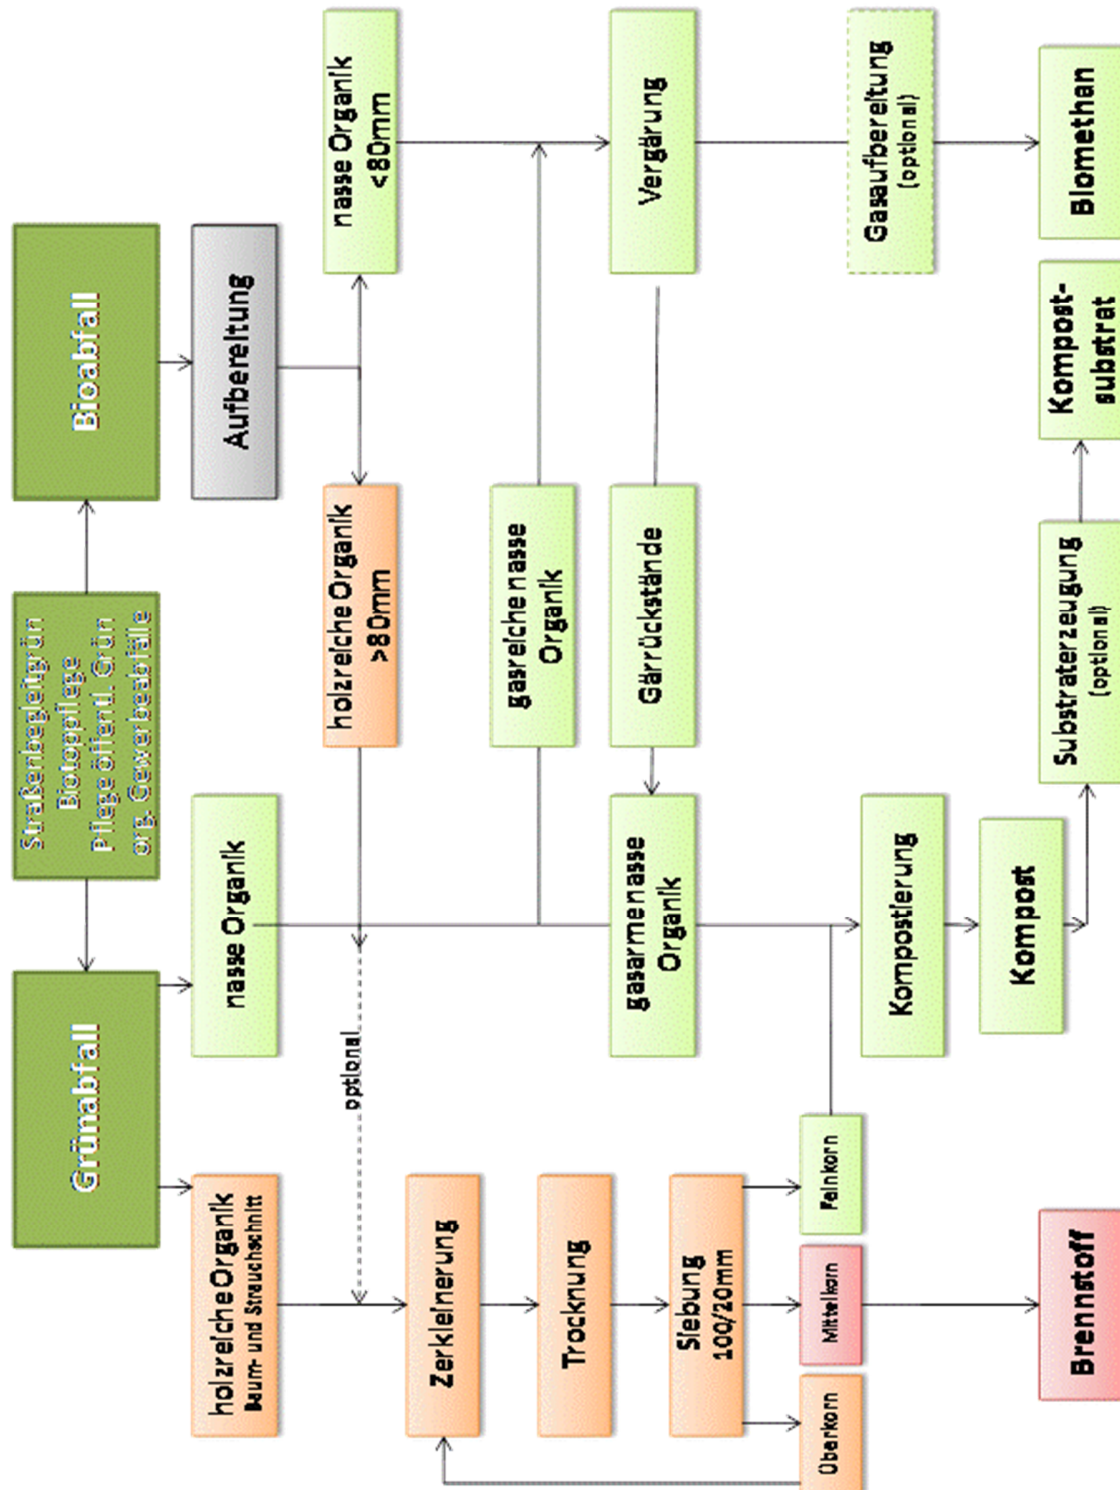 Straßenbegleitgrün
Biotoppflege
Pflege öffentl. Grün
org. Gewerbeabfälle
Grünabfall
Bioabfall
holzreiche Organik
Baum- und Strauchschnitt
nasse Organik
Aufbereitung
optional
holzreiche Organik
>80mm
nasse Organik
<80mm
Zerkleinerung
gasreiche nasse
Organik
Trocknung
gasarme nasse
Organik
Gärrückstände
Vergärung
Siebung
100/20mm
Überkorn
Mittelkorn
Feinkorn
Kompostierung
Gasaufbereitung
(optional)
Kompost
Substraterzeugung
(optional)
Brennstoff
Kompost-
substrat
Biomethan